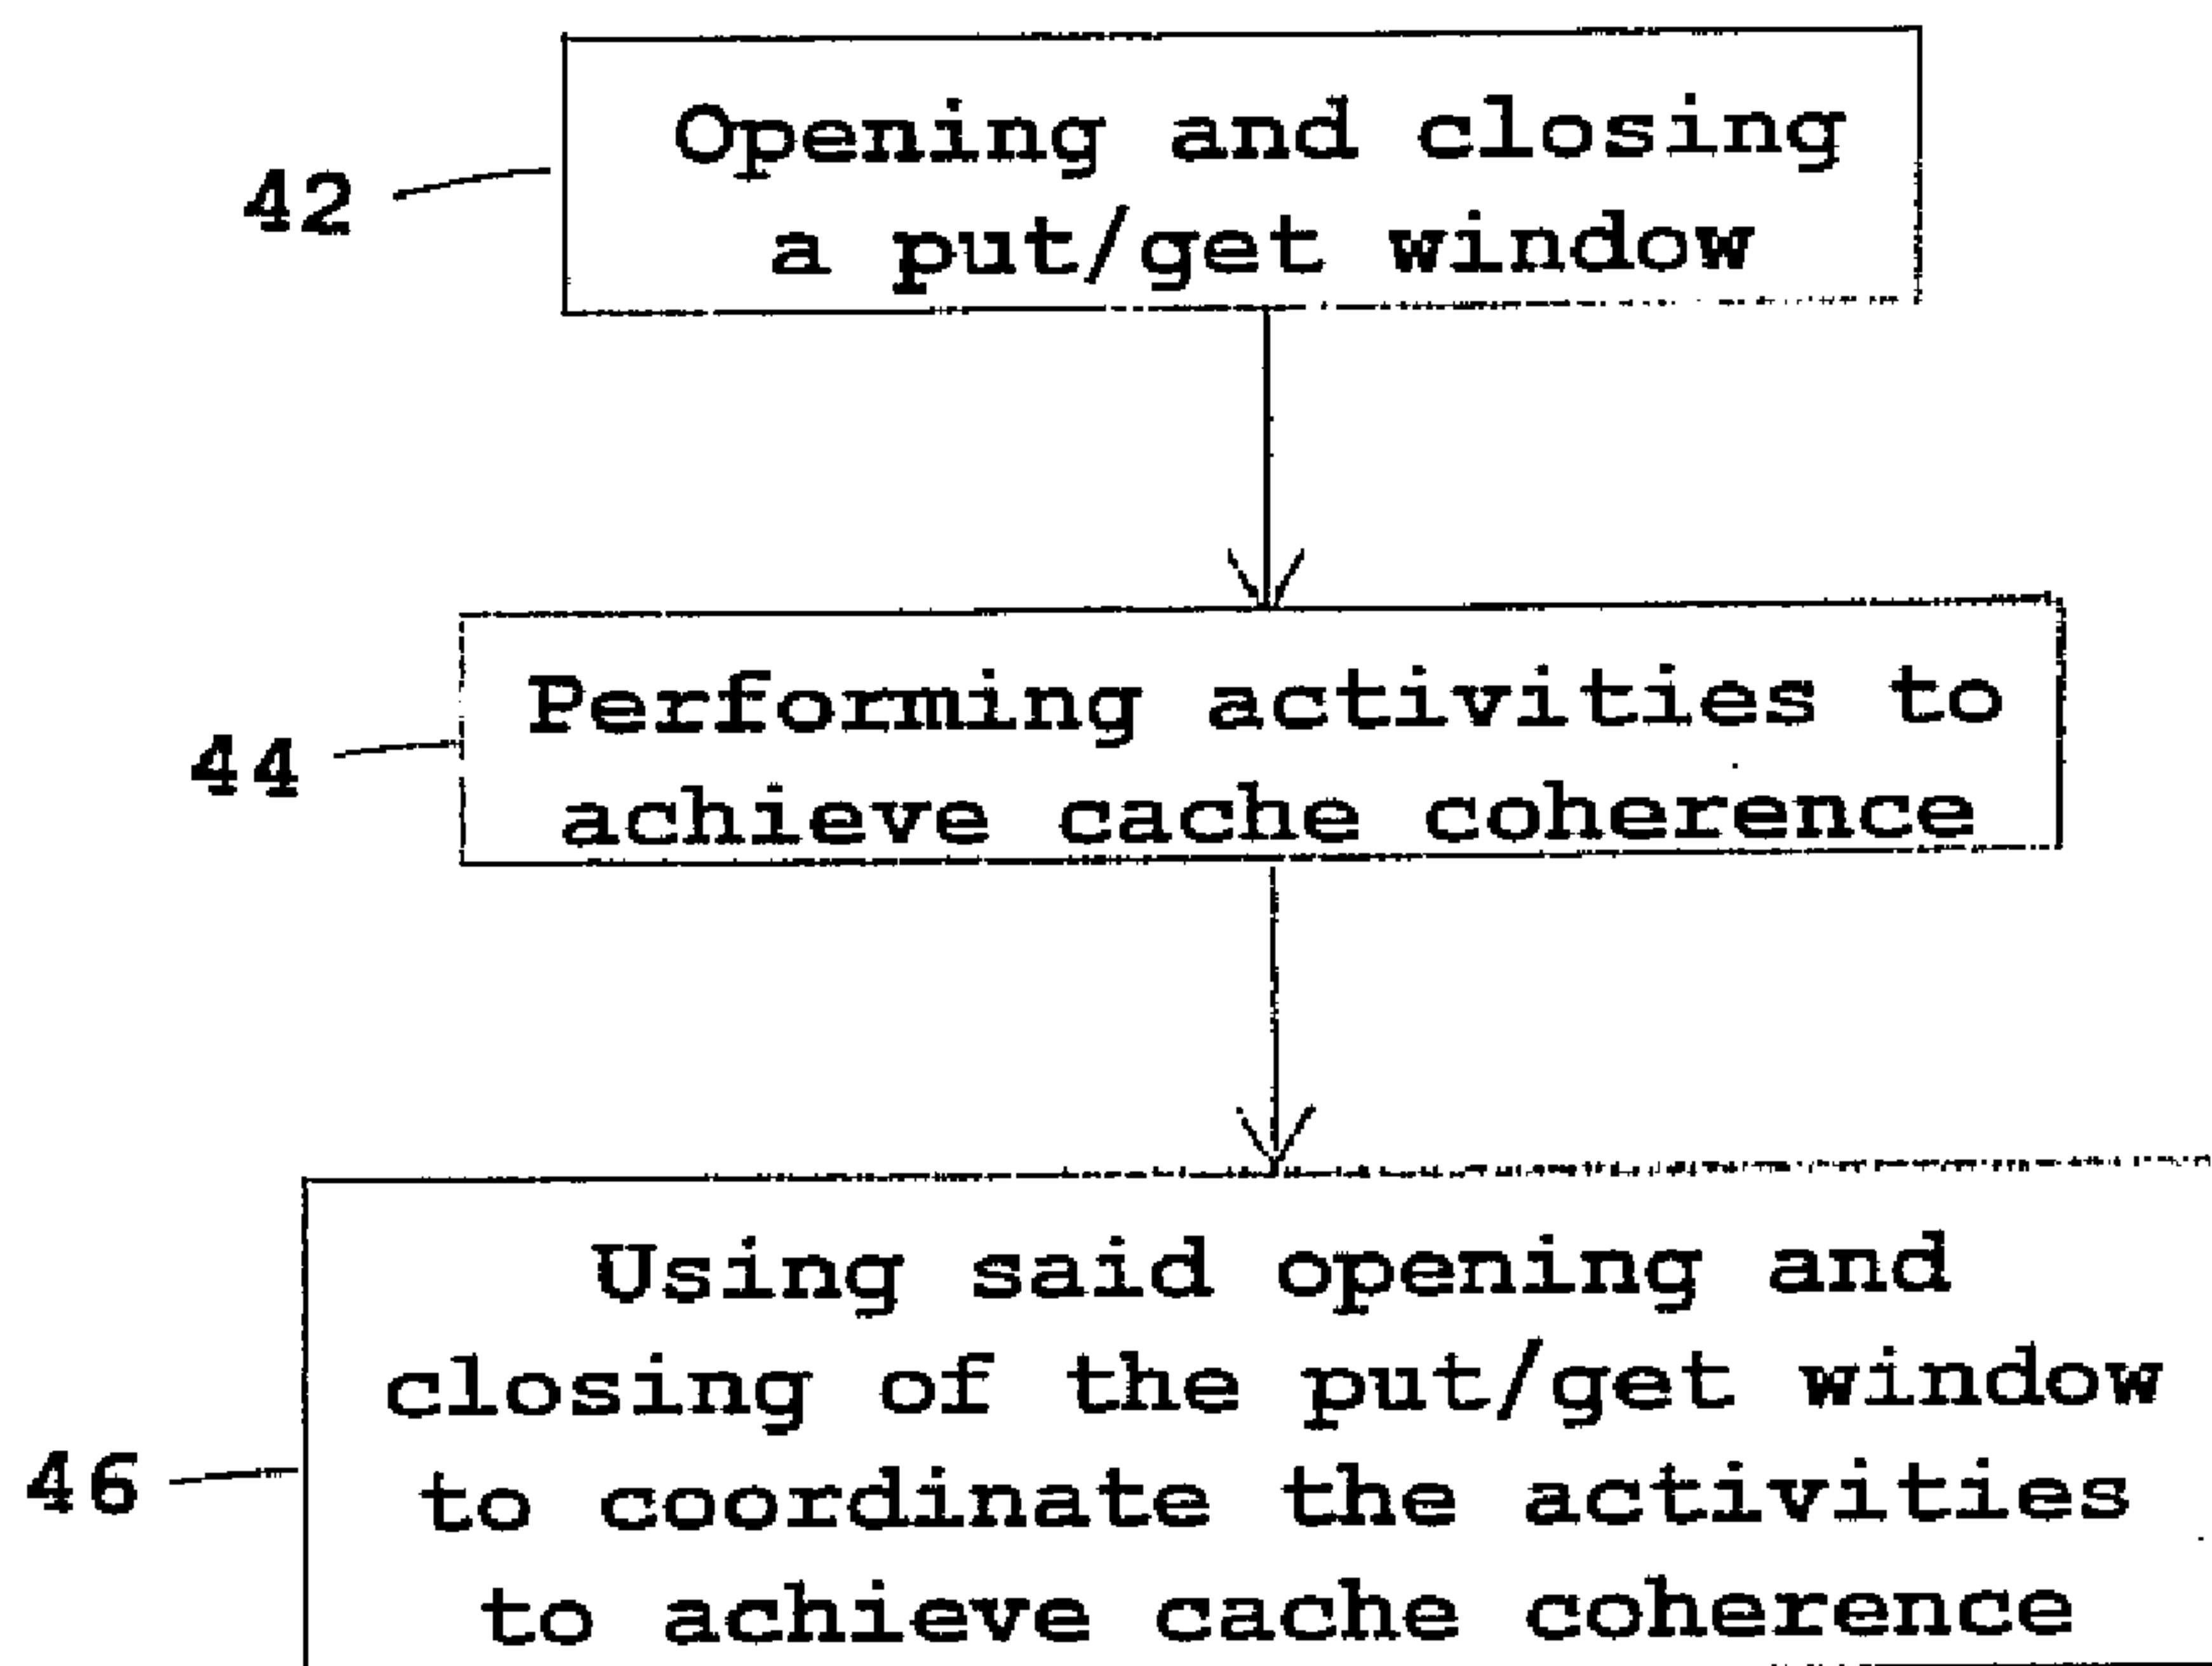 Opening and closing
42
a put/get window
Performing activities to
44
achieve cache coherence
Using said opening and
closing of the put/get window
46
to coordinate the activities
to achieve cache coherence